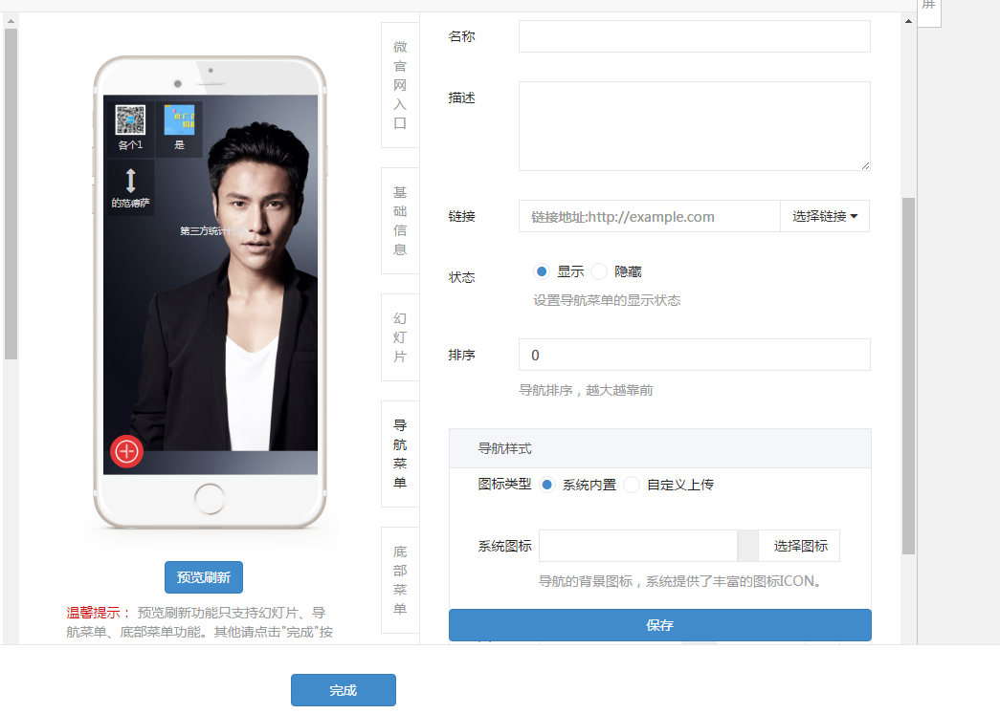 屏
各个1
是
的范德萨
第三方统计
预览刷新
温馨提示： 预览刷新功能只支持幻灯片、导
航菜单、底部菜单功能。其他请点击"完成"按
微官网入口
基础信息
幻灯片
导航菜单
底部菜单
名称
描述
链接
链接地址:http://example.com
选择链接
状态
显示
隐藏
设置导航菜单的显示状态
排序
0
导航排序，越大越靠前
导航样式
图标类型
系统内置
自定义上传
系统图标
选择图标
导航的背景图标，系统提供了丰富的图标ICON。
保存
完成